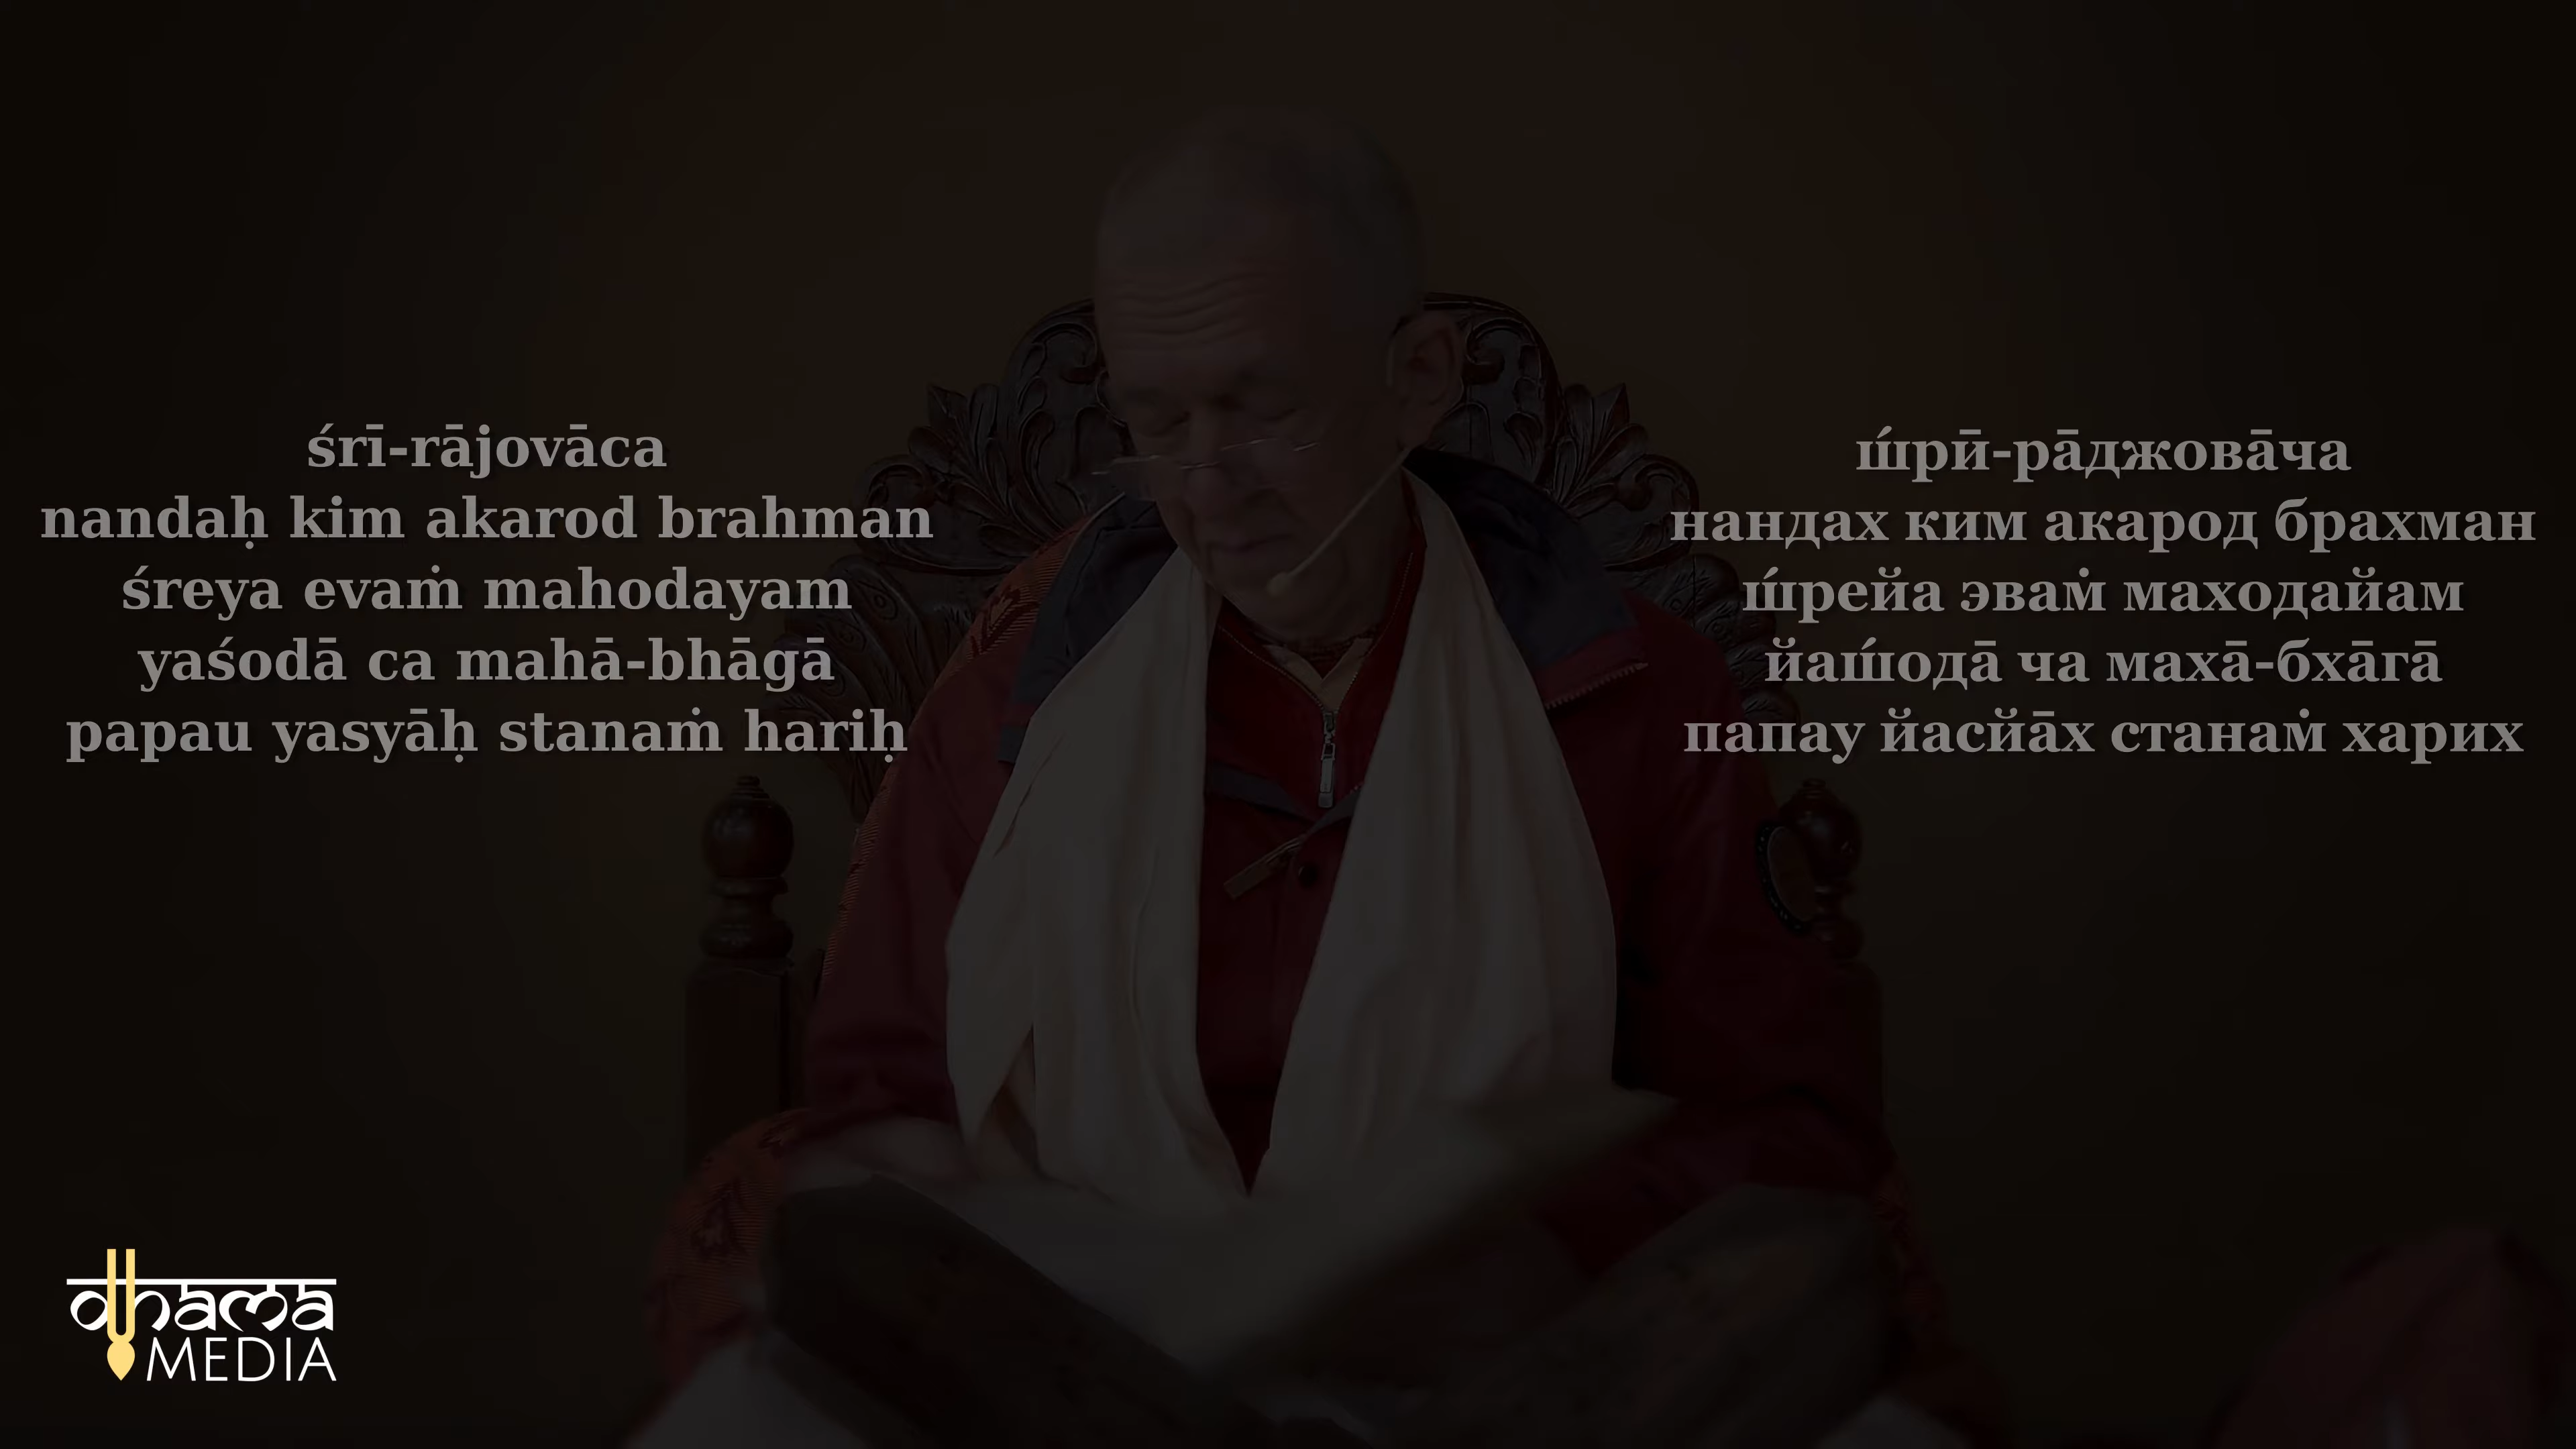 śrī-rājovāca
nandaḥ kim akarod brahman
śreya evaṁ mahodayam
yaśodā ca mahā-bhāgā
papau yasyāḥ stanaṁ hariḥ
ш́рӣ-ра̄джова̄ча
нандах ким акарод брахман
ш́рейа эвам̇ маходайам
йаш́ода̄ ча маха̄-бха̄га̄
папау йасйа̄х станам̇ харих
dhama
MEDIA